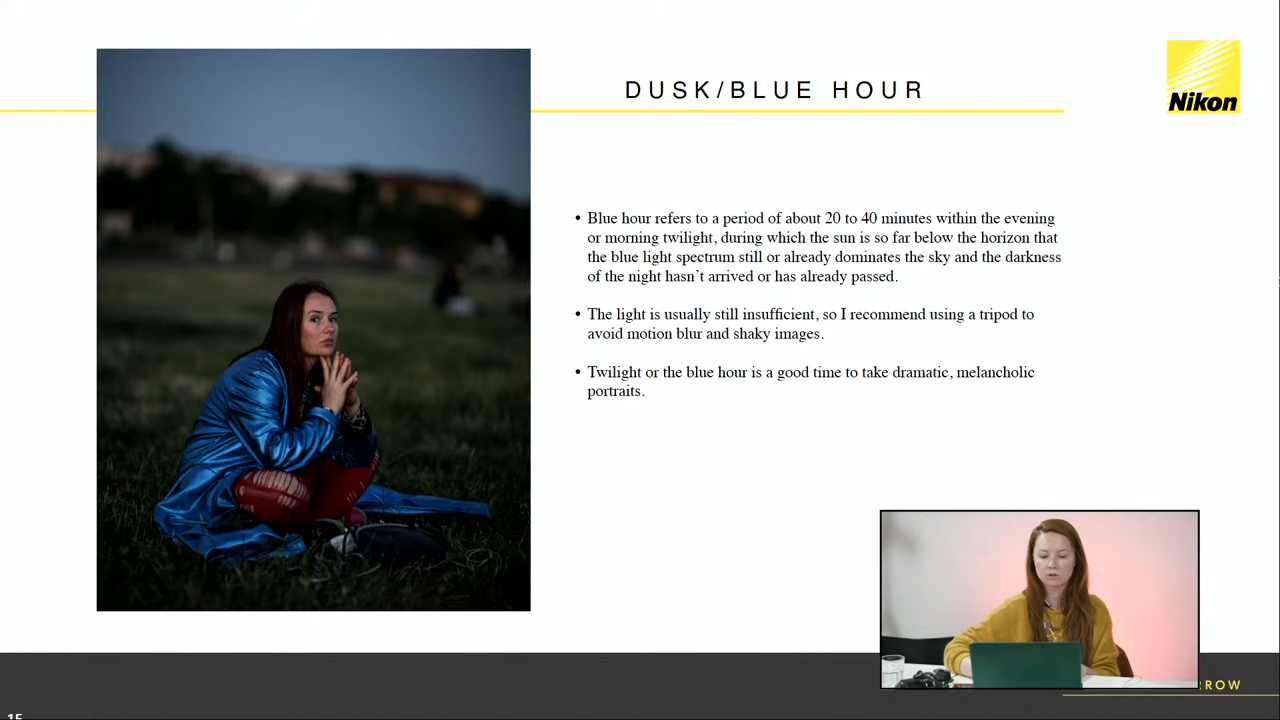 DUSK/BLUE HOUR
Nikon
• Blue hour refers to a period of about 20 to 40 minutes within the evening
or morning twilight, during which the sun is so far below the horizon that
the blue light spectrum still or already dominates the sky and the darkness
of the night hasn’t arrived or has already passed.
• The light is usually still insufficient, so I recommend using a tripod to
avoid motion blur and shaky images.
• Twilight or the blue hour is a good time to take dramatic, melancholic
portraits.
RROW
15